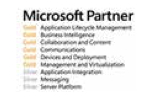 Microsoft Partner
Gold Application Lifecycle Management
Gold Business Intelligence
Gold Collaboration and Content
Gold Communications
Gold Devices and Deployment
Gold Management and Virtualization
Silver Application Integration
Silver Messaging
Silver Server Platform